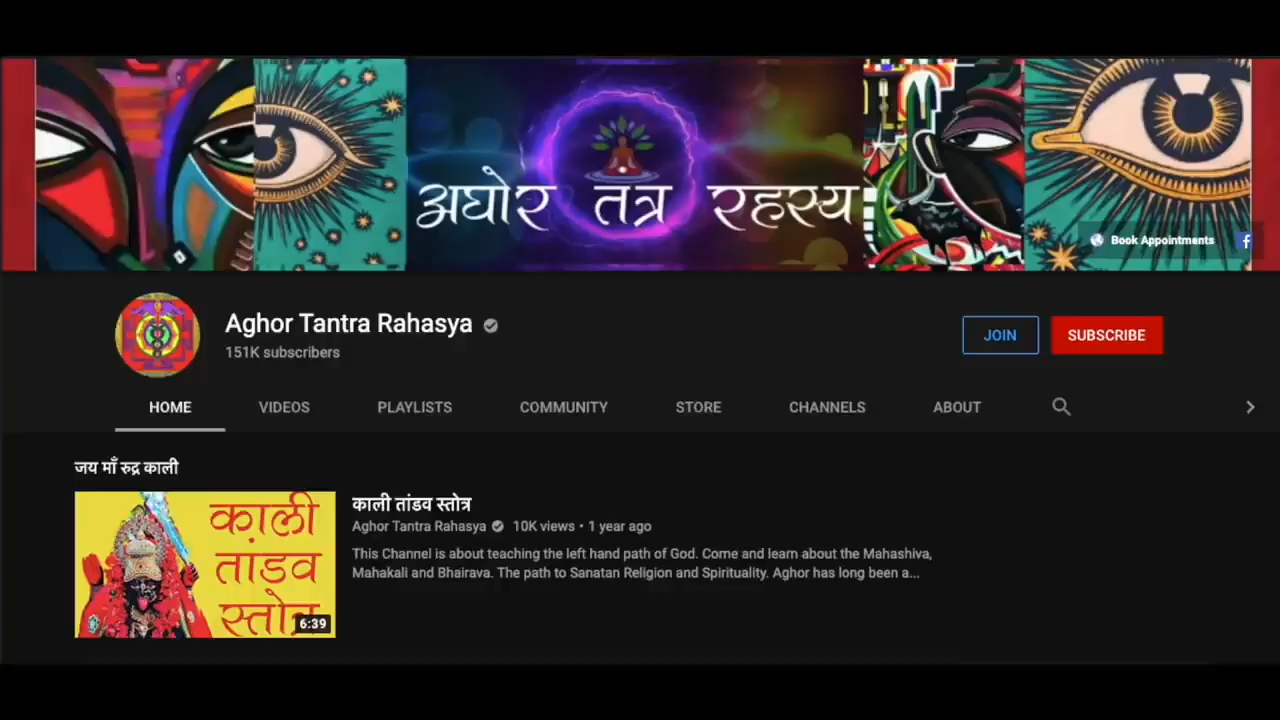 अघोर तत्र रहस्य
Book Appointments
Aghor Tantra Rahasya
151K subscribers
JOIN
SUBSCRIBE
HOME VIDEOS PLAYLISTS COMMUNITY STORE CHANNELS ABOUT
जय माँ रुद्र काली
काली
तांडव
स्तोत्र
6:39
काली तांडव स्तोत्र
Aghor Tantra Rahasya 10K views • 1 year ago
This Channel is about teaching the left hand path of God. Come and learn about the Mahashiva,
Mahakali and Bhairava. The path to Sanatan Religion and Spirituality. Aghor has long been a...